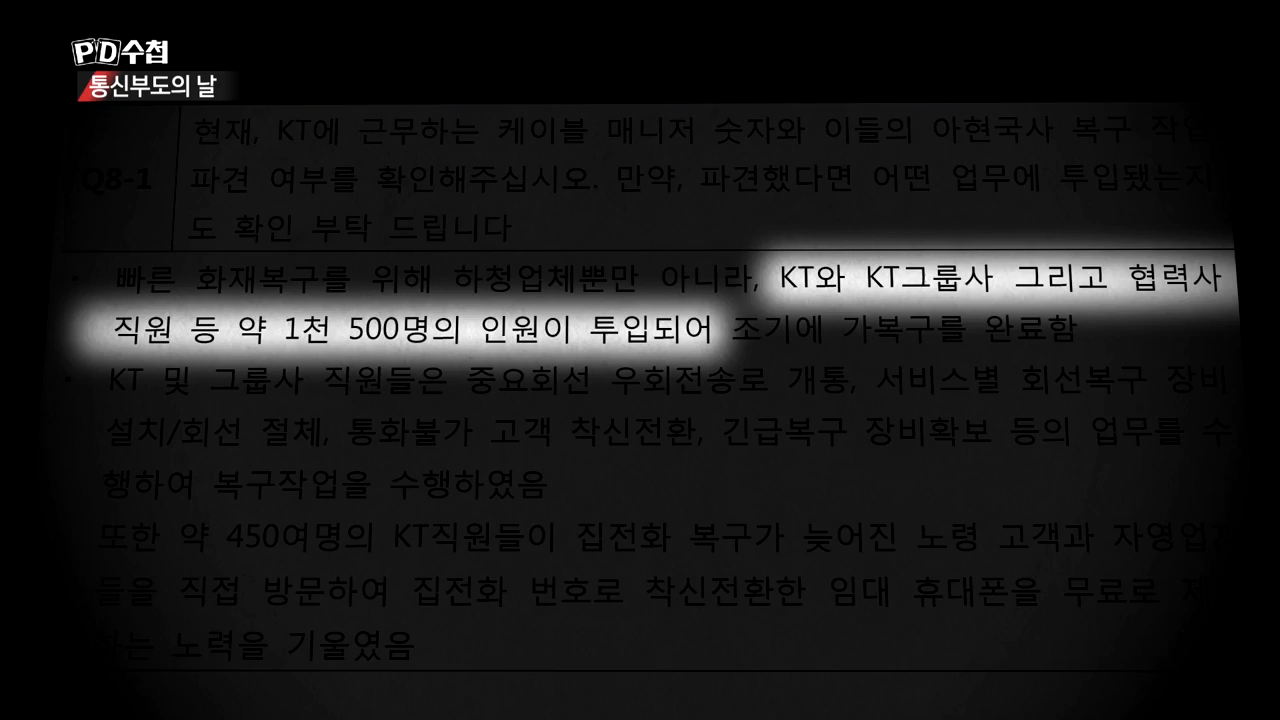 PD수첩
통신부도의 날
현재, KT에 근무하는 케이블 매니저 숫자와 이들의 아현국사 복구
Q8-1
파견 여부를 확인해주십시오. 만약, 파견했다면 어떤 업무에 투입됐는지
도 확인 부탁 드립니다
• 빠른 화재복구를 위해 하청업체뿐만 아니라, KT와 KT그룹사 그리고 협력사
직원 등 약 1천 500명의 인원이 투입되어 조기에 가복구를 완료함
• KT 및 그룹사 직원들은 중요회선 우회전송로 개통, 서비스별 회선복구 장비
설치/회선 절체, 통화불가 고객 착신전환, 긴급복구 장비확보 등의 업무를 수
행하여 복구작업을 수행하였음
또한 약 450여명의 KT직원들이 집전화 복구가 늦어진 노령 고객과
들을 직접 방문하여 집전화 번호로 착신전환한 임대 휴대폰을 무료로
노력을 기울였음